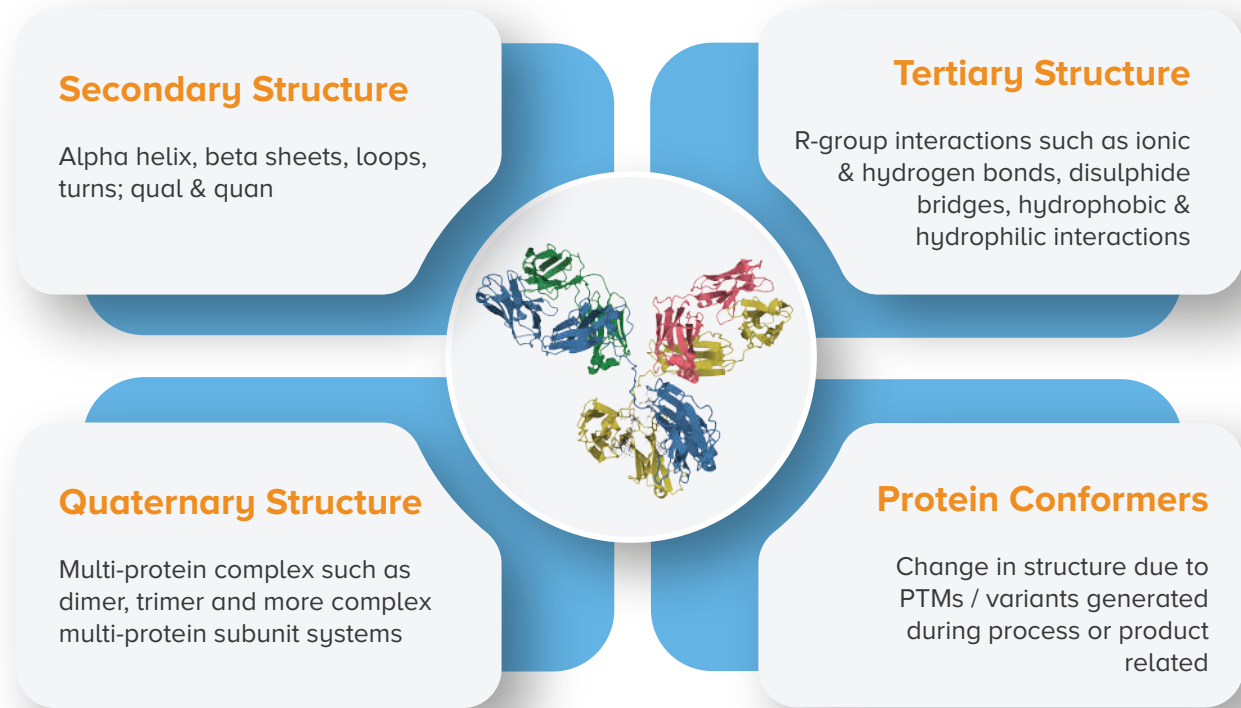 Secondary Structure
Alpha helix, beta sheets, loops,
turns; qual & quan
Tertiary Structure
R-group interactions such as ionic
& hydrogen bonds, disulphide
bridges, hydrophobic &
hydrophilic interactions
Quaternary Structure
Multi-protein complex such as
dimer, trimer and more complex
multi-protein subunit systems
Protein Conformers
Change in structure due to
PTMs / variants generated
during process or product
related